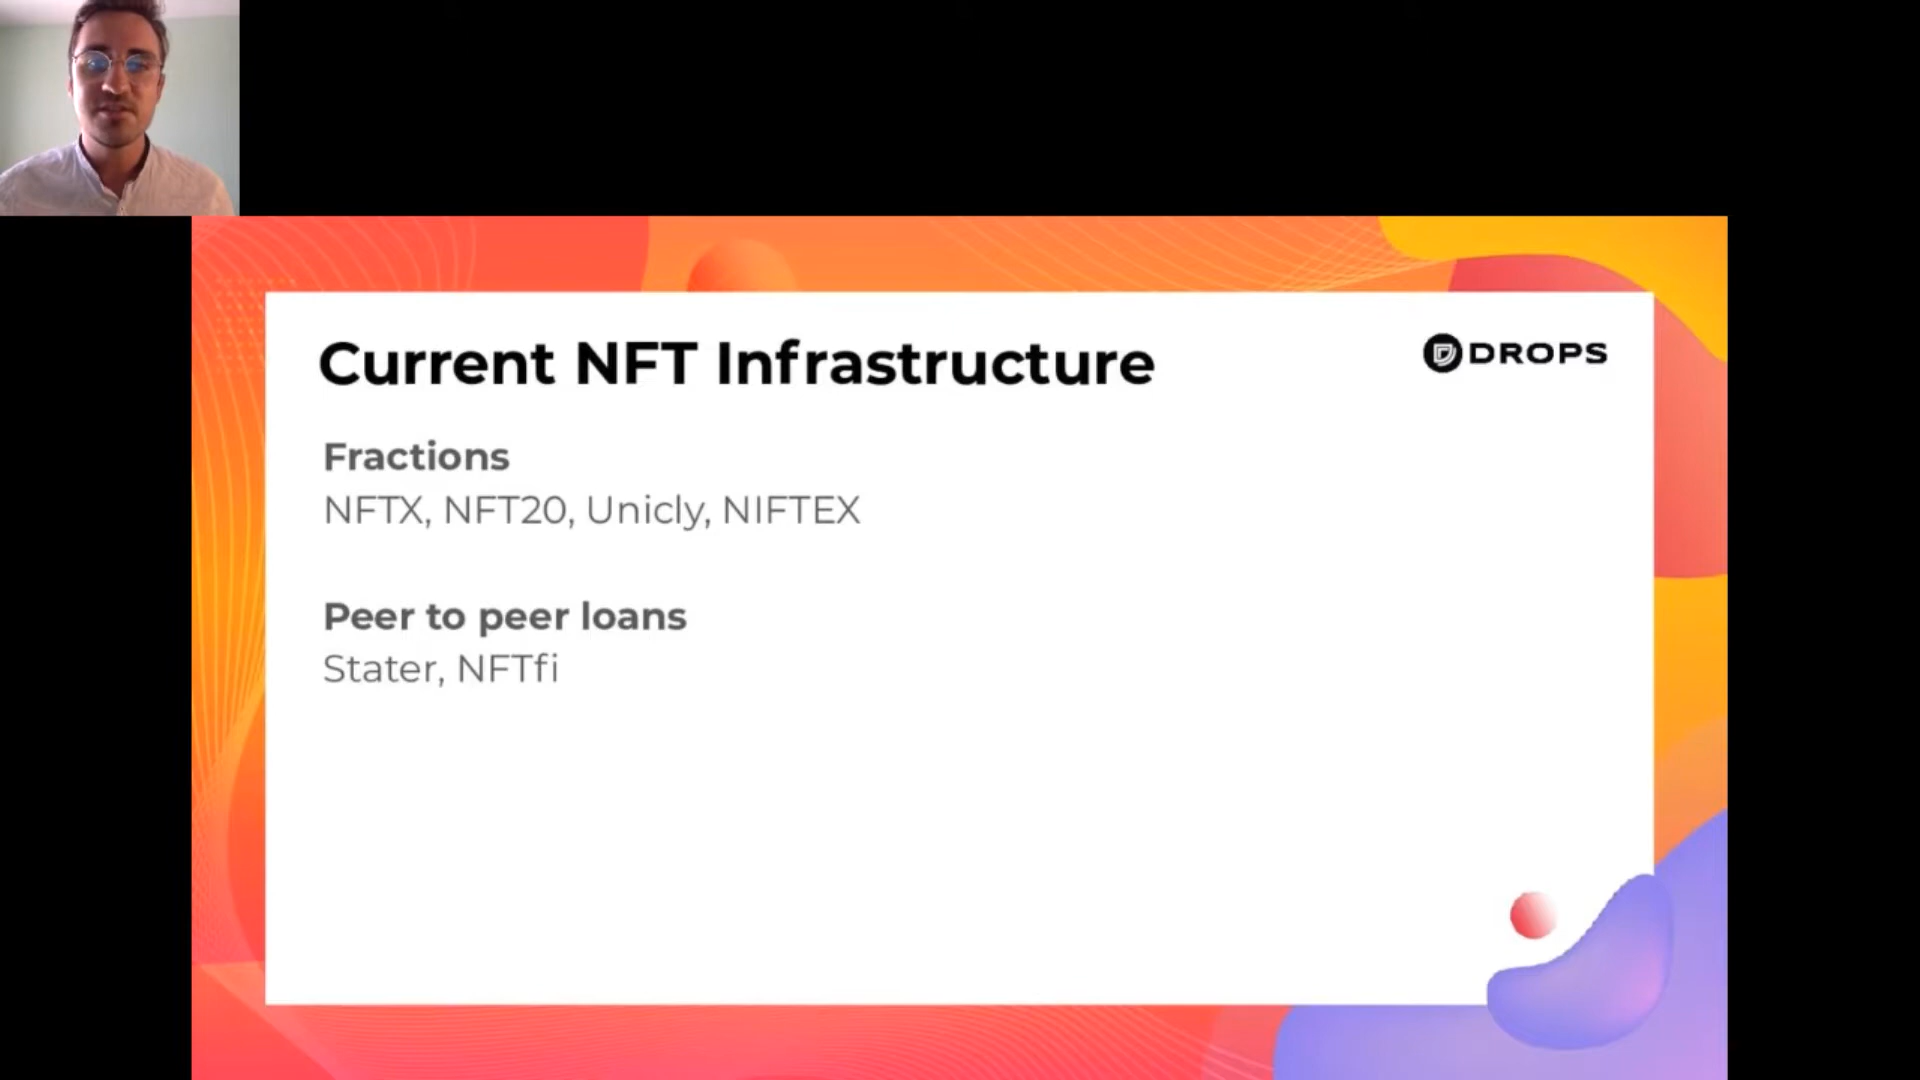 Current NFT Infrastructure
DROPS
Fractions
NFTX, NFT20, Unicly, NIFTEX
Peer to peer loans
Stater, NFTfi